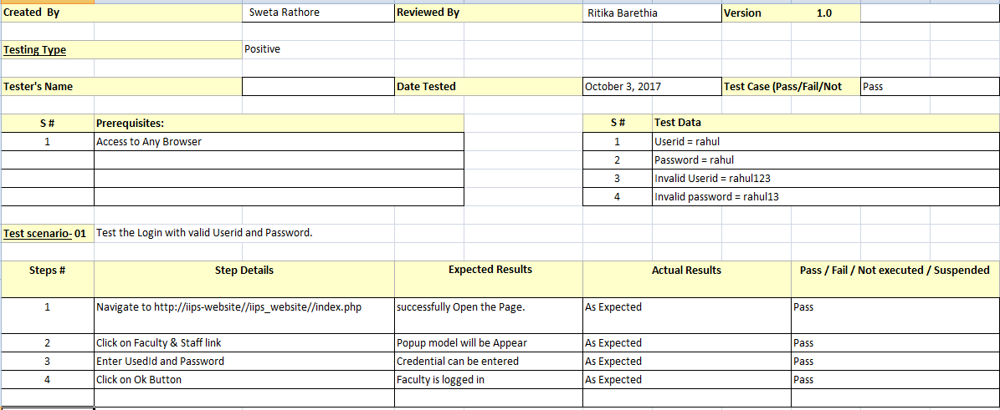 Created By Sweta Rathore Reviewed By Ritika Barethia Version 1.0
Testing Type Positive
Tester's Name Date Tested October 3, 2017 Test Case (Pass/Fail/Not Pass
S # Prerequisites: S # Test Data
1 Access to Any Browser 1 Userid = rahul
2 Password = rahul
3 Invalid Userid = rahul123
4 Invalid password = rahul13
Test scenario- 01 Test the Login with valid Userid and Password.
Steps # Step Details Expected Results Actual Results Pass / Fail / Not executed / Suspended
1 Navigate to http://iips-website//iips_website//index.php successfully Open the Page. As Expected Pass
2 Click on Faculty & Staff link Popup model will be Appear As Expected Pass
3 Enter UsedId and Password Credential can be entered As Expected Pass
4 Click on Ok Button Faculty is logged in As Expected Pass